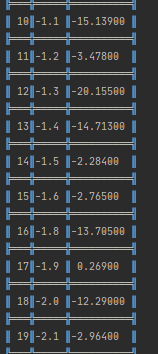 10║-1.1 ║-15.13900 ║
11║-1.2 ║-3.47800 ║
12║-1.3 ║-20.15500 ║
13║-1.4 ║-14.71300 ║
14║-1.5 ║-2.28400 ║
15║-1.6 ║-2.76500 ║
16║-1.8 ║-13.70500 ║
17║-1.9 ║ 0.26900 ║
18║-2.0 ║-12.29000 ║
19║-2.1 ║-2.96400 ║